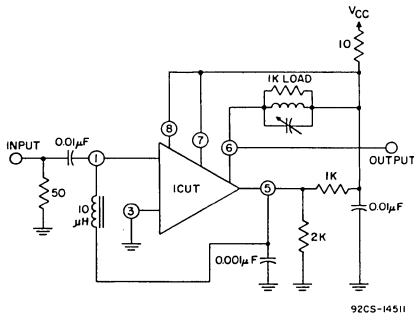 VCC
10
1K LOAD
8
7
INPUT
0.01µF
1
6
OUTPUT
ICUT
50
10
µH
3
5
1K
0.01µF
2K
0.001µF
92CS-14511